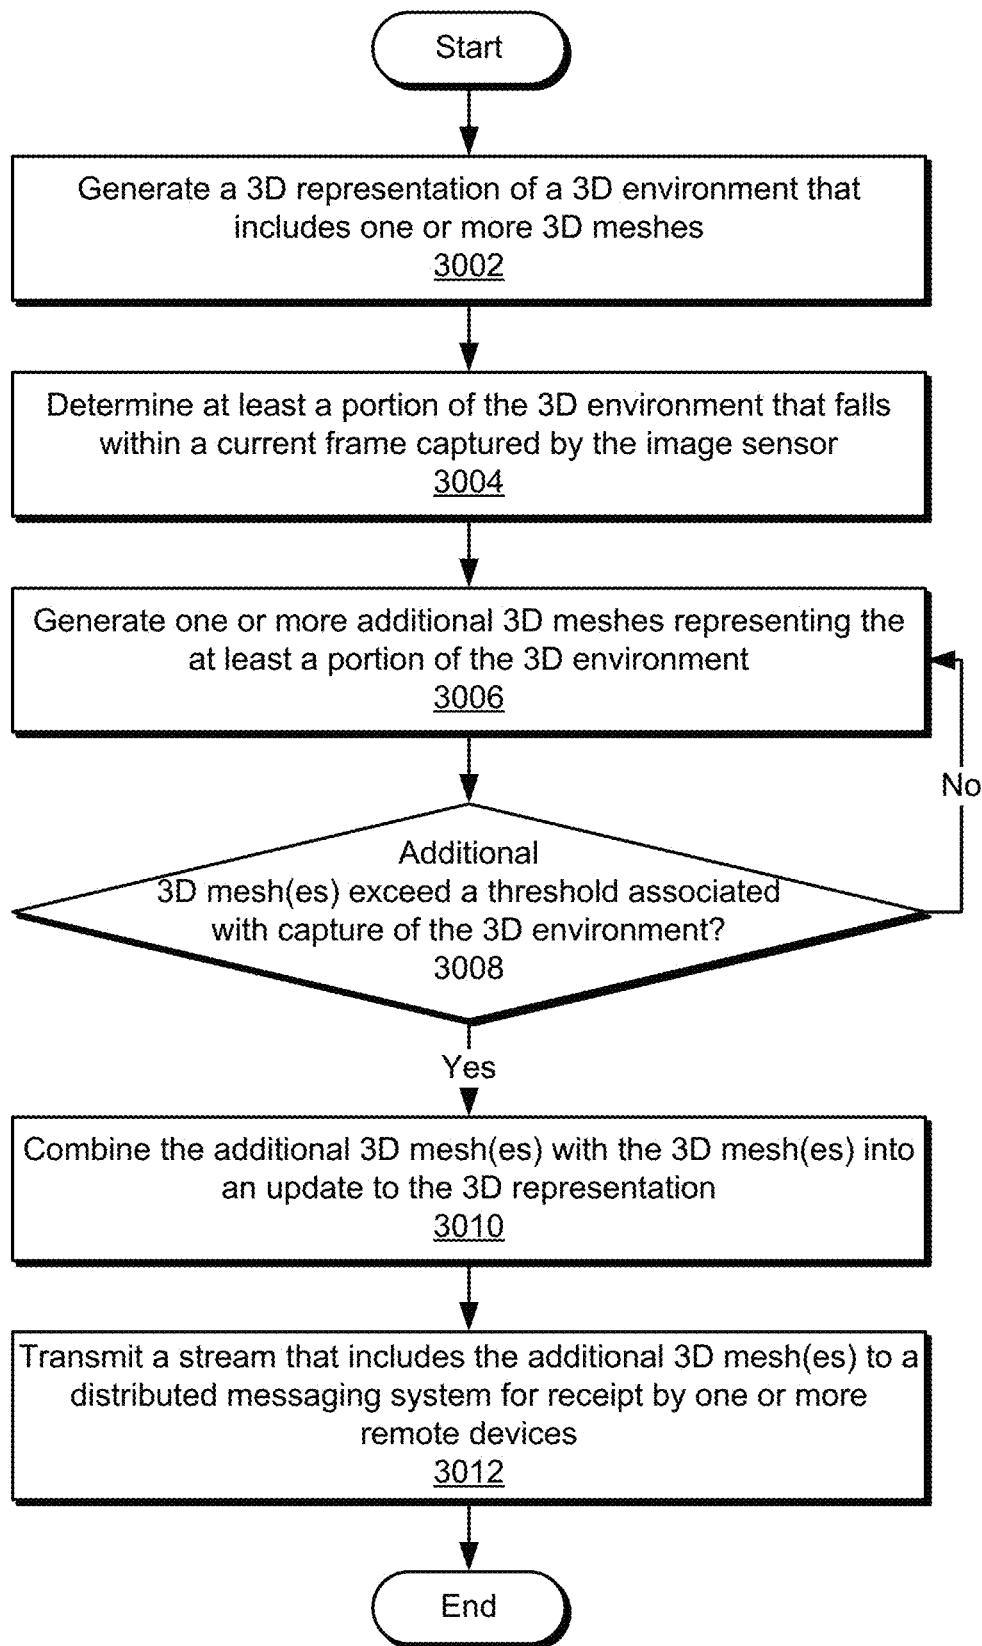 Start
Generate a 3D representation of a 3D environment that
includes one or more 3D meshes
3002
Determine at least a portion of the 3D environment that falls
within a current frame captured by the image sensor
3004
Generate one or more additional 3D meshes representing the
at least a portion of the 3D environment
3006
No
Additional
3D mesh(es) exceed a threshold associated
with capture of the 3D environment?
3008
Yes
Combine the additional 3D mesh(es) with the 3D mesh(es) into
an update to the 3D representation
3010
Transmit a stream that includes the additional 3D mesh(es) to a
distributed messaging system for receipt by one or more
remote devices
3012
End